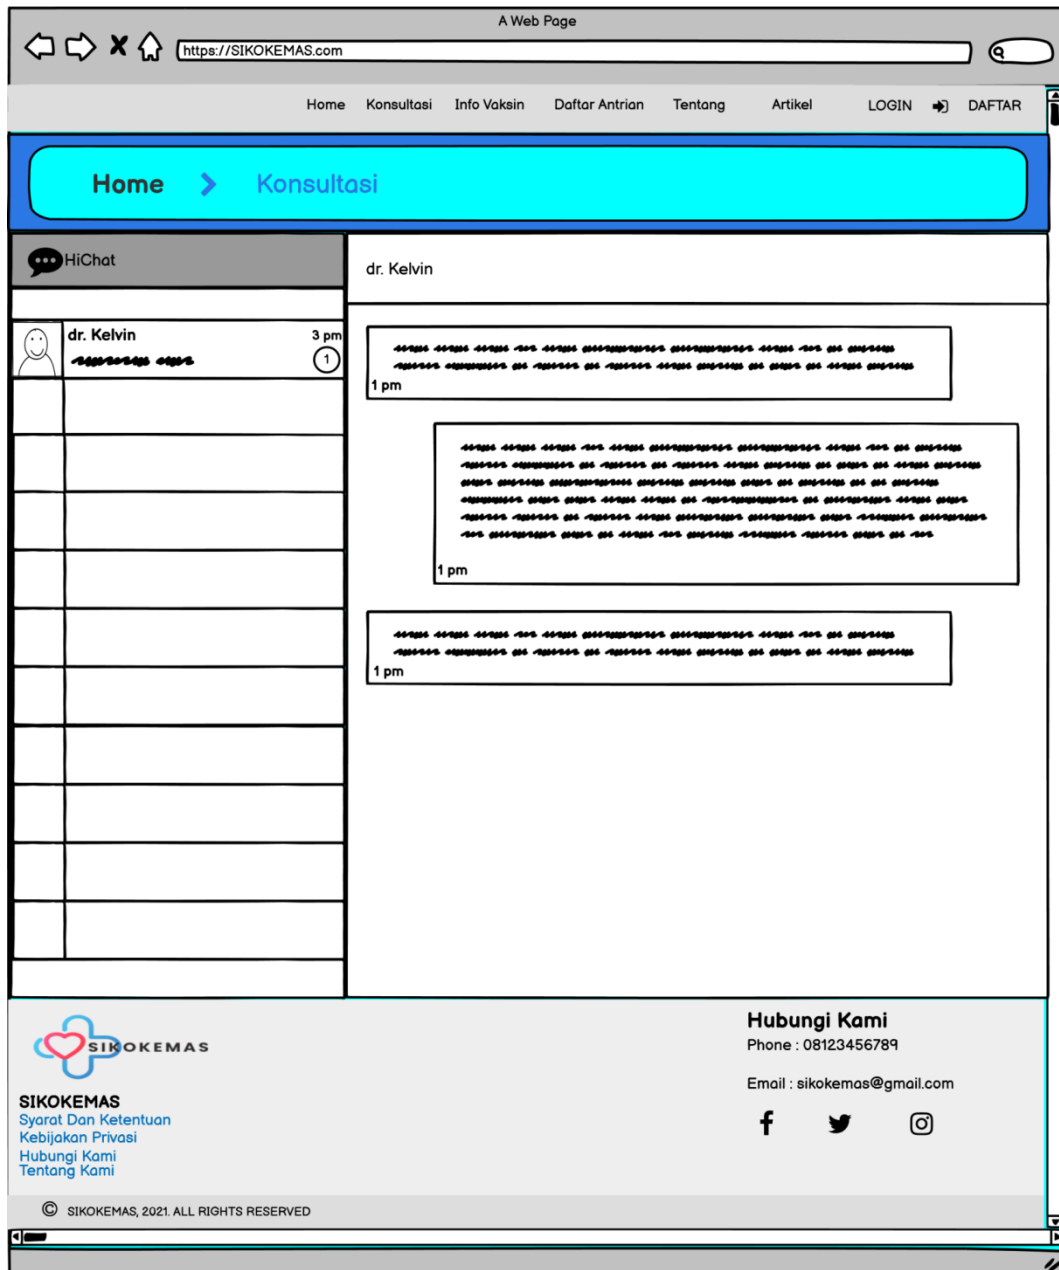 A Web Page
https://SIKOKEMAS.com
Home Konsultasi Info Vaksin Daftar Antrian Tentang Artikel LOGIN DAFTAR
Home Konsultasi
HiChat
dr. Kelvin
dr. Kelvin 3 pm
1
1 pm
1 pm
1 pm
SIKOKEMAS
SIKOKEMAS
Syarat Dan Ketentuan
Kebijakan Privasi
Hubungi Kami
Tentang Kami
Hubungi Kami
Phone : 08123456789
Email : sikokemas@gmail.com
© SIKOKEMAS, 2021. ALL RIGHTS RESERVED